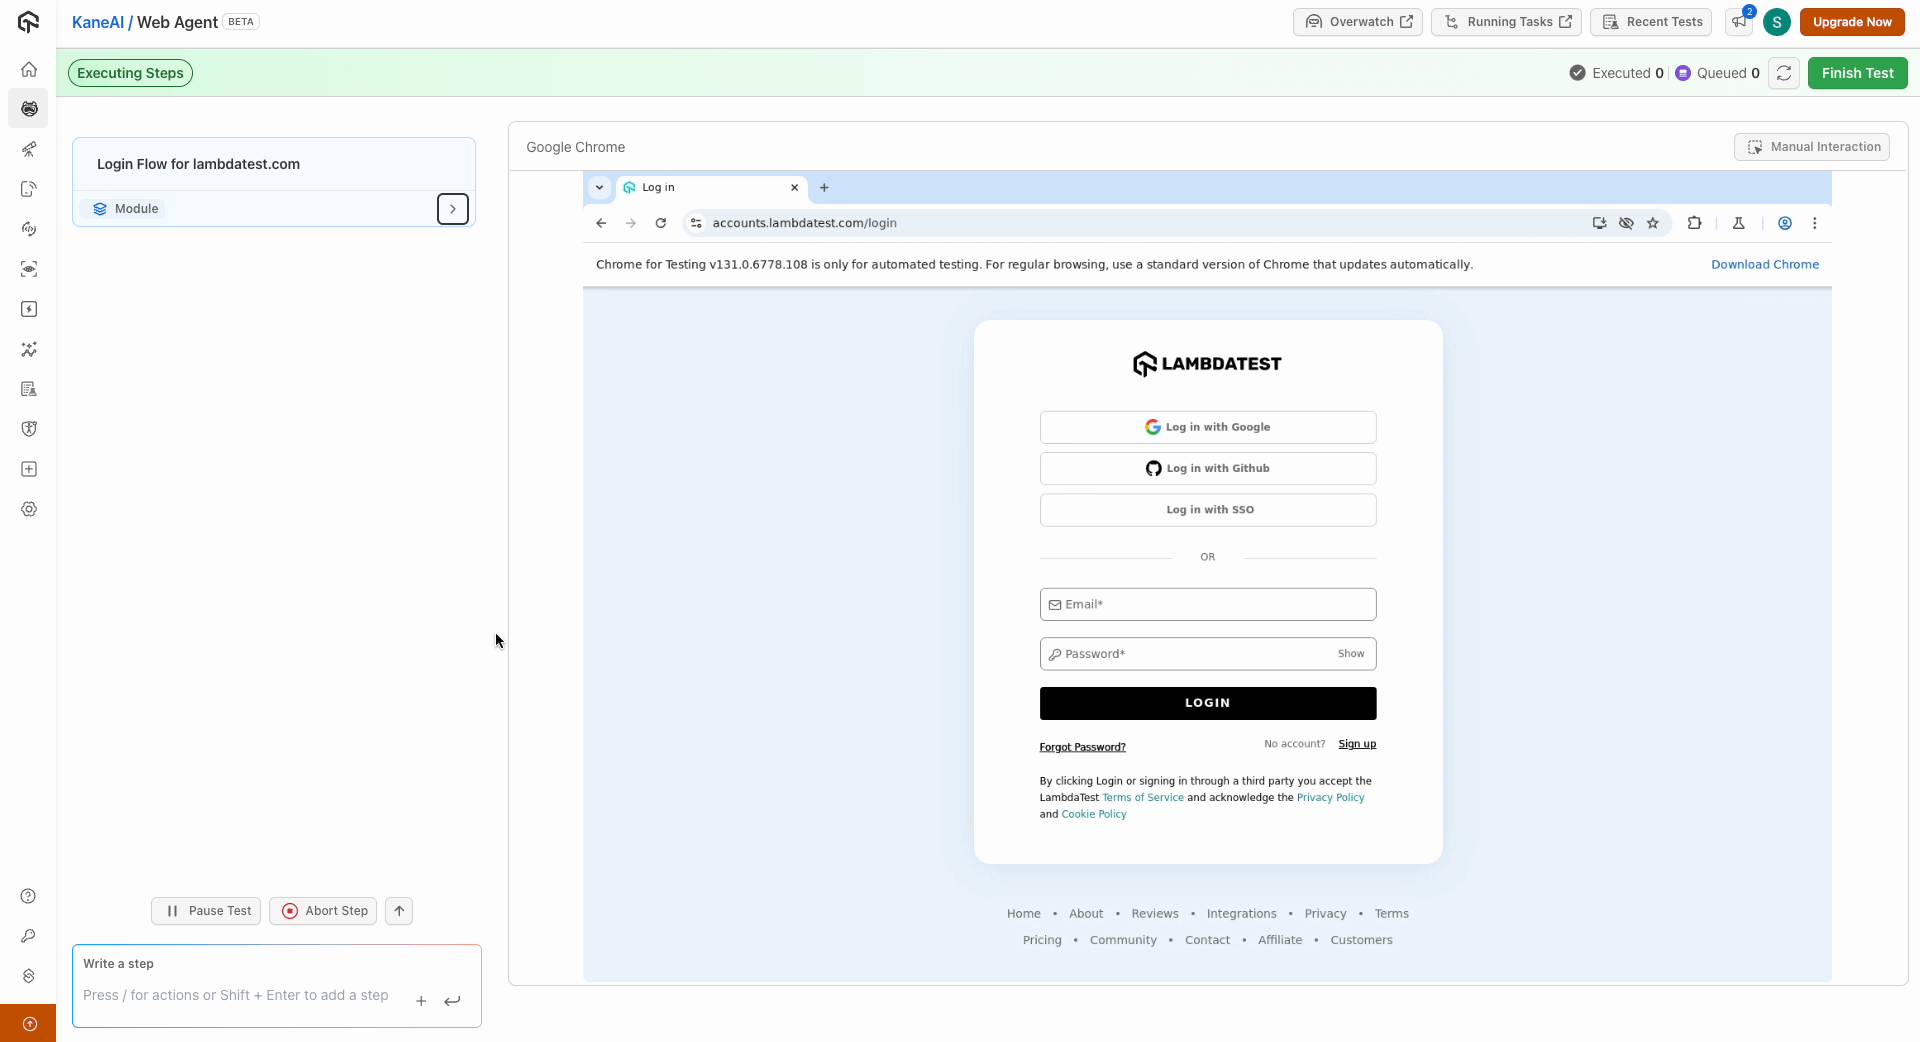 KaneAI / Web Agent BETA
Overwatch
Running Tasks
Recent Tests
2
S
Upgrade Now
Executing Steps
Executed 0
Queued 0
Finish Test
Login Flow for lambdatest.com
Module
Google Chrome
Manual Interaction
Log in
accounts.lambdatest.com/login
Chrome for Testing v131.0.6778.108 is only for automated testing. For regular browsing, use a standard version of Chrome that updates automatically.
Download Chrome
LAMBDATEST
Log in with Google
Log in with Github
Log in with SSO
OR
Email*
Password*
Show
LOGIN
Forgot Password?
No account? Sign up
By clicking Login or signing in through a third party you accept the
LambdaTest Terms of Service and acknowledge the Privacy Policy
and Cookie Policy
Home • About • Reviews • Integrations • Privacy • Terms
Pricing • Community • Contact • Affiliate • Customers
Pause Test
Abort Step
Write a step
Press / for actions or Shift + Enter to add a step